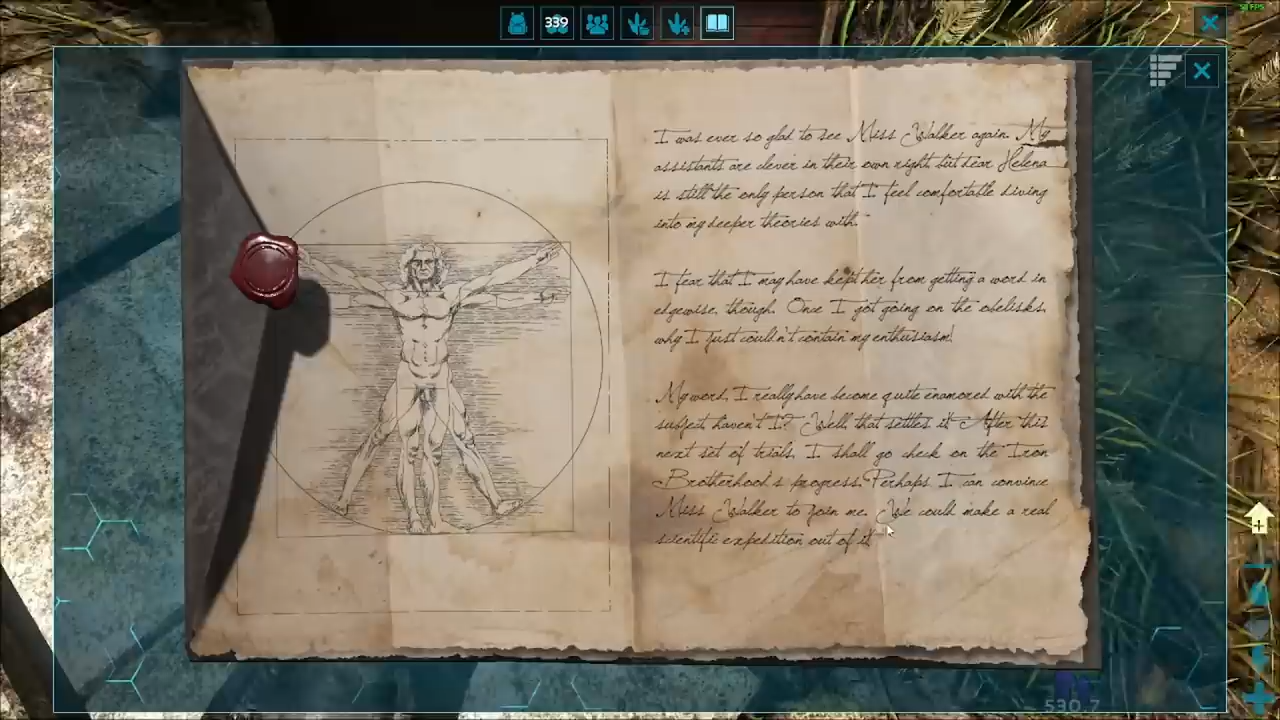 50 FPS
339
I was ever so glad to see Miss Walker again. My
assistants are clever in their own right, but dear Helena
is still the only person that I feel comfortable diving
into my deeper theories with.
I fear that I may have kept her from getting a word in
edgewise, though. Once I got going on the obelisks,
why I just couldn't contain my enthusiasm!
My word, I really have become quite enamored with the
subject haven't I? Well, that settles it. After this
next set of trials, I shall go check on the Iron
Brotherhood's progress. Perhaps I can convince
Miss Walker to join me. We could make a real
scientific expedition out of it.
530.7